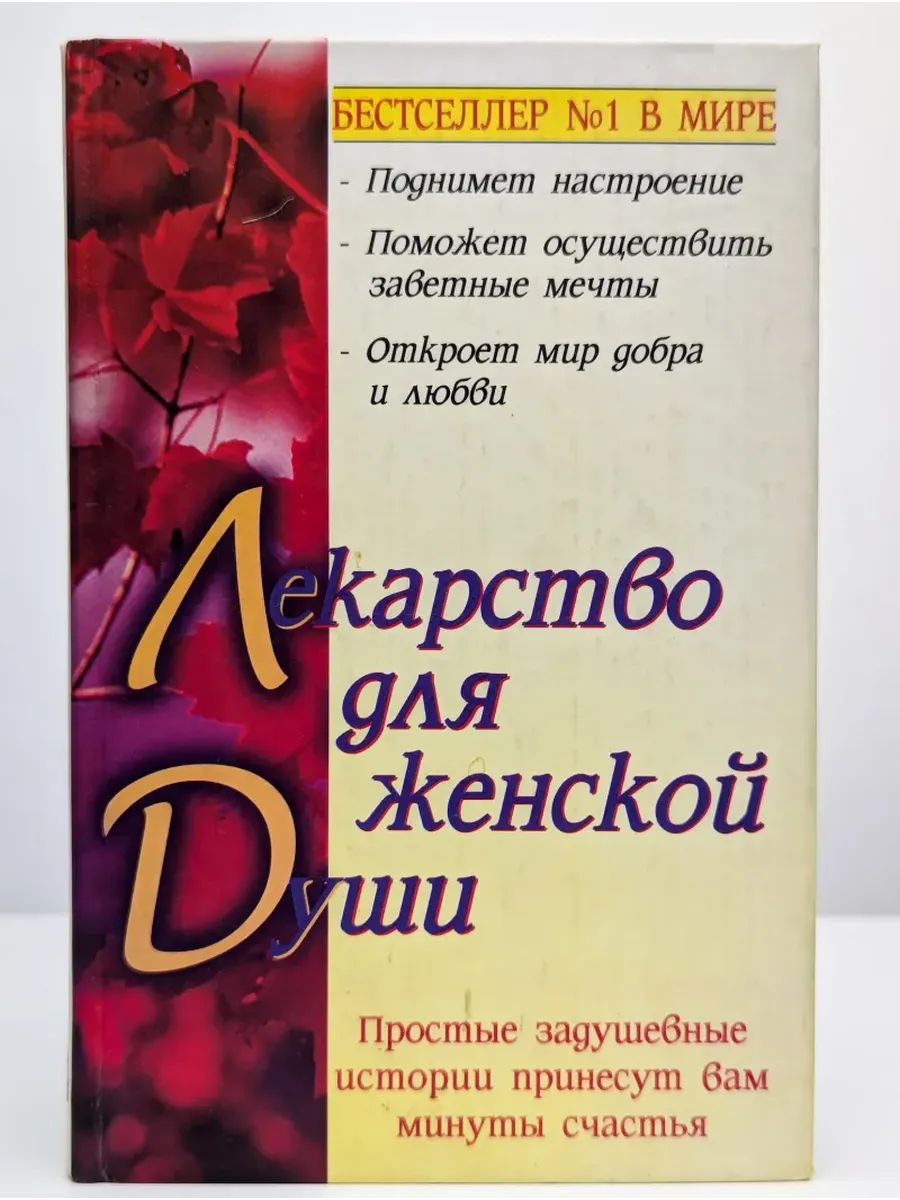 БЕСТСЕЛЛЕР №1 В МИРЕ
- Поднимет настроение
- Поможет осуществить
заветные мечты
- Откроет мир добра
и любви
Лекарство
для
женской
Души
Простые задушевные
истории принесут вам
минуты счастья